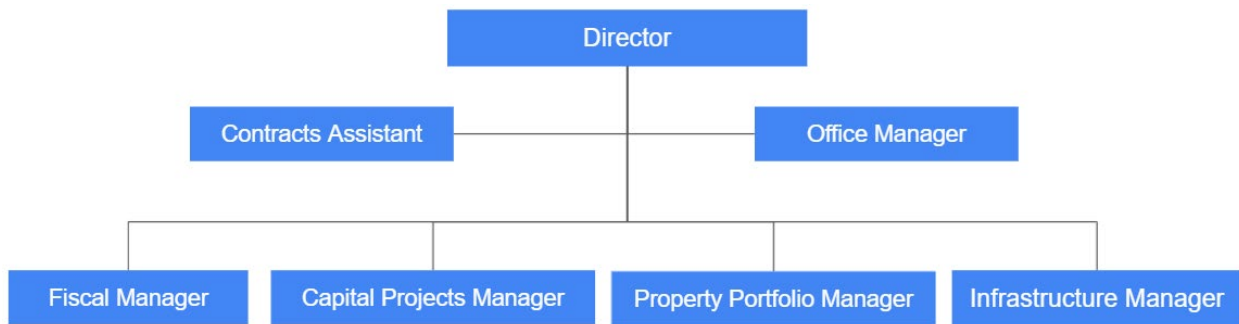 Director
Contracts Assistant
Office Manager
Fiscal Manager
Capital Projects Manager
Property Portfolio Manager
Infrastructure Manager